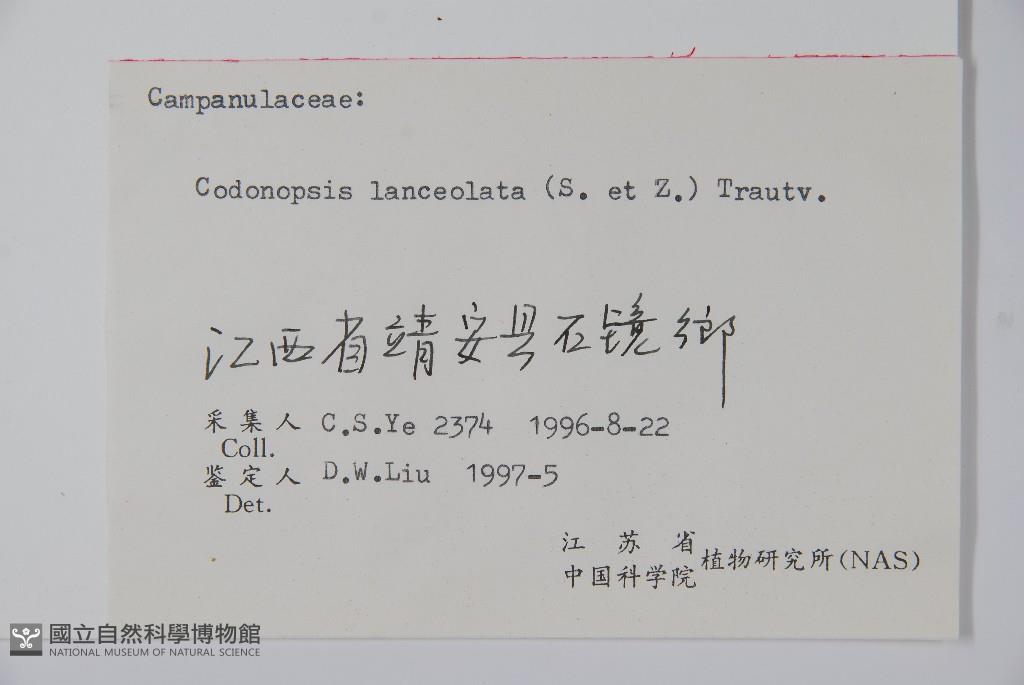 Campanulaceae:
Codonopsis lanceolata (S. et Z.) Trautv.
江西省靖安县石镜鄉
采集人 C.S.Ye 2374 1996-8-22
Coll.
鉴定人 D.W.Liu 1997-5
Det.
江苏省
中国科学院 植物研究所(NAS)
國立自然科學博物館
NATIONAL MUSEUM OF NATURAL SCIENCE